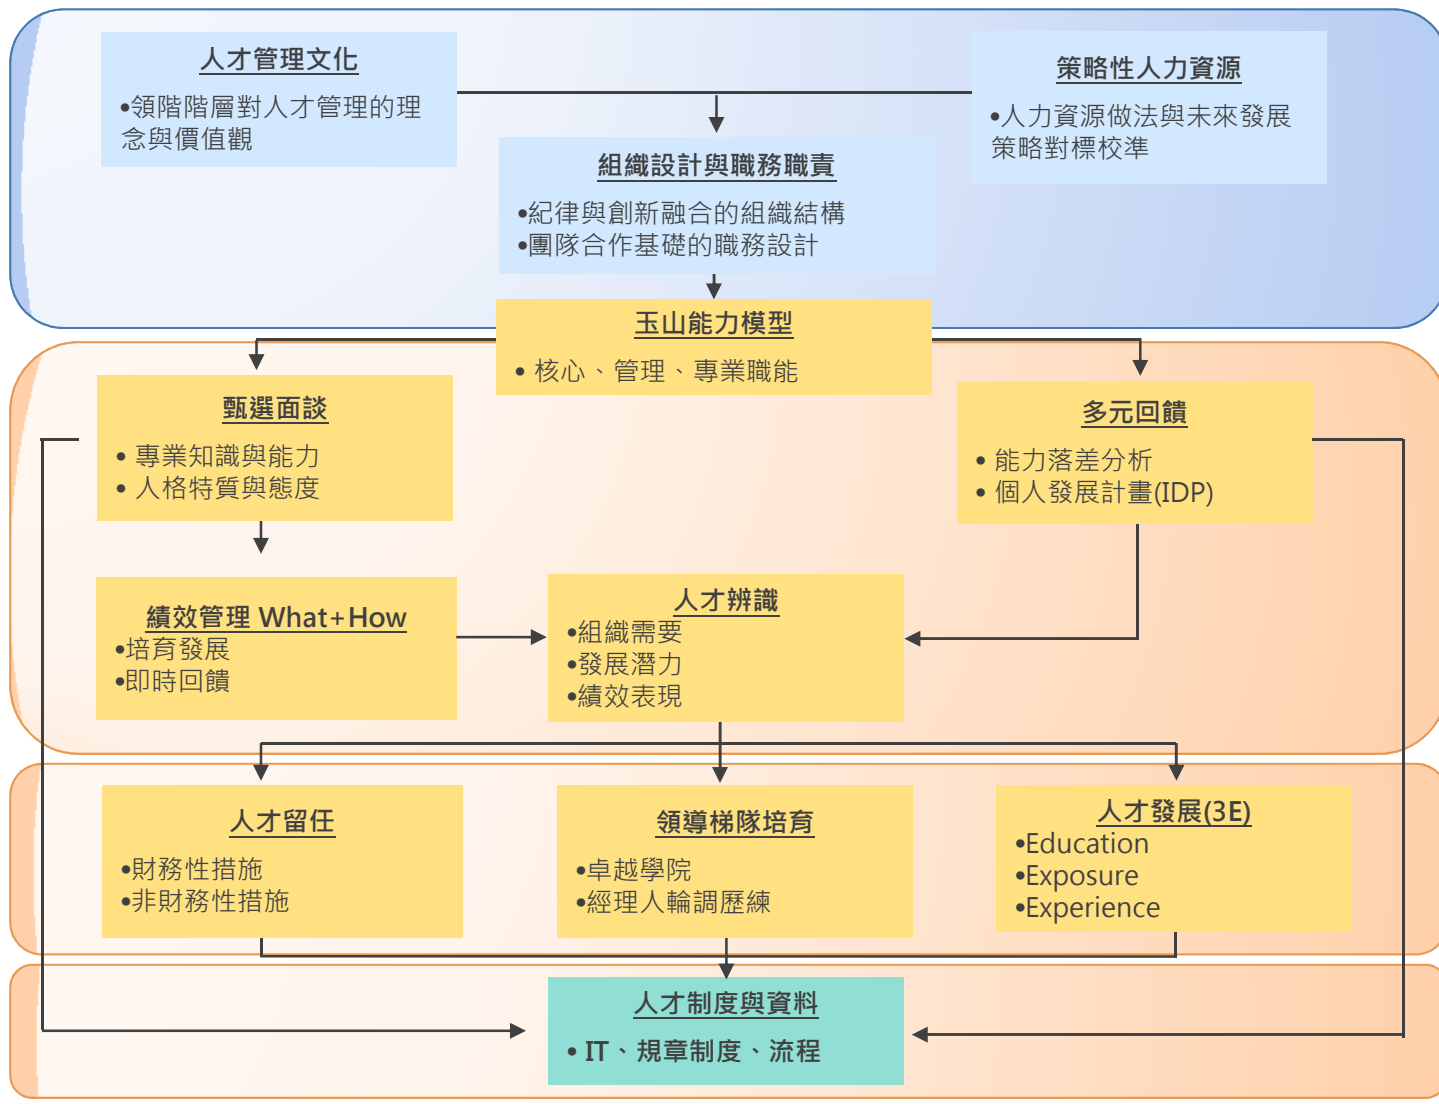 人才管理文化
•領階階層對人才管理的理
念與價值觀
策略性人力資源
•人力資源做法與未來發展
策略對標校準
組織設計與職務職責
•紀律與創新融合的組織結構
•團隊合作基礎的職務設計
玉山能力模型
• 核心、管理、專業職能
甄選面談
• 專業知識與能力
• 人格特質與態度
多元回饋
• 能力落差分析
• 個人發展計畫(IDP)
績效管理 What+How
•培育發展
•即時回饋
人才辨識
•組織需要
•發展潛力
•績效表現
人才留任
•財務性措施
•非財務性措施
領導梯隊培育
•卓越學院
•經理人輪調歷練
人才發展(3E)
•Education
•Exposure
•Experience
人才制度與資料
• IT、規章制度、流程